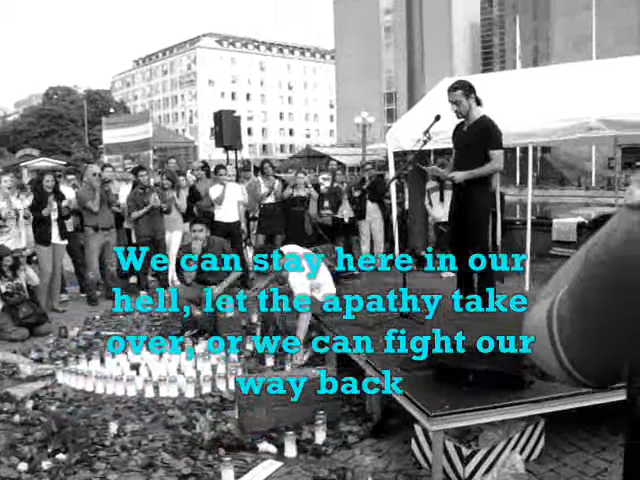 We can stay here in our
hell, let the apathy take
over, or we can fight our
way back